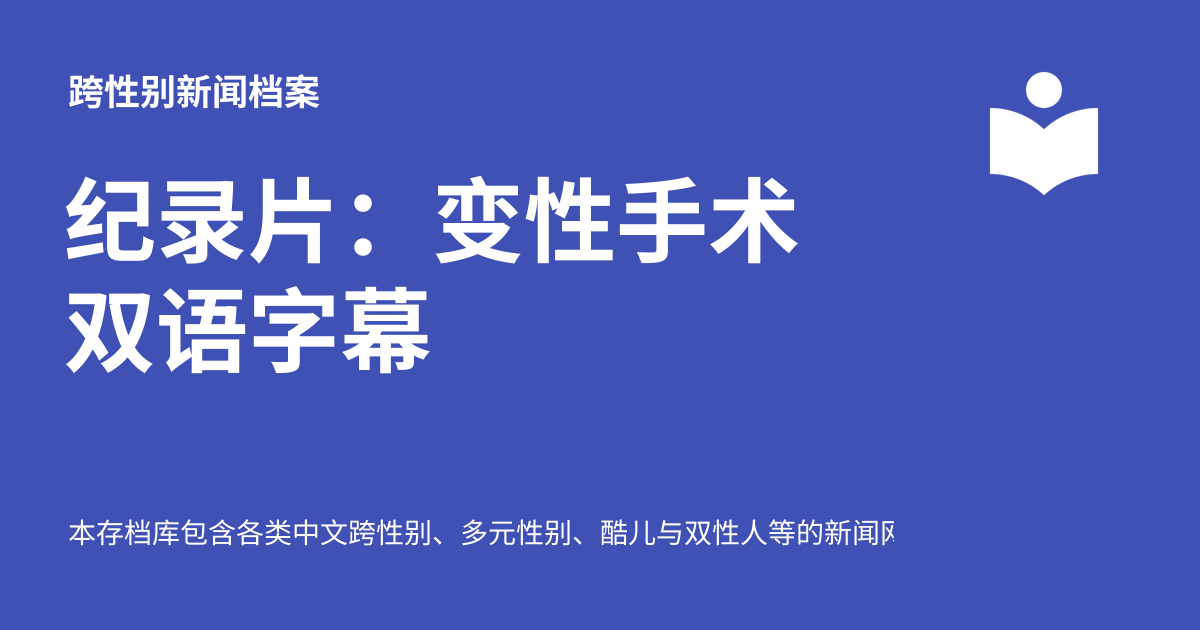 跨性别新闻档案
纪录片：变性手术
双语字幕
本存档库包含各类中文跨性别、多元性别、酷儿与双性人等的新闻